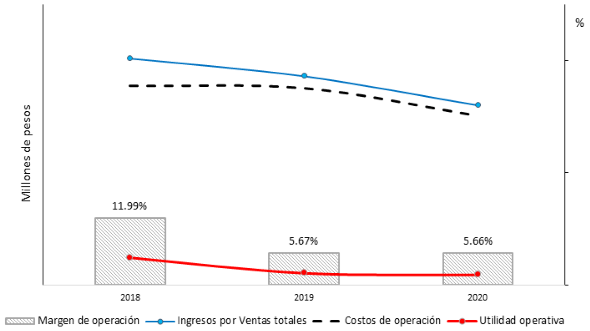 %
Millones de pesos
11.99%
5.67%
5.66%
2018
2019
2020
Margen de operación
Ingresos por Ventas totales
Costos de operación
Utilidad operativa